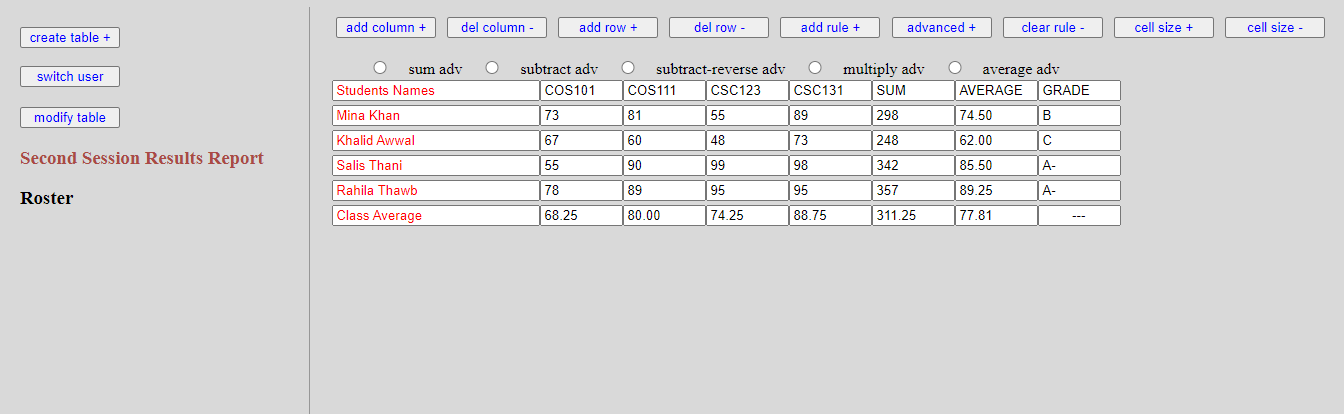 create table +
switch user
modify table
Second Session Results Report
Roster
add column + del column - add row + del row - add rule + advanced + clear rule - cell size + cell size -
sum adv subtract adv subtract-reverse adv multiply adv average adv
Students Names COS101 COS111 CSC123 CSC131 SUM AVERAGE GRADE
Mina Khan 73 81 55 89 298 74.50 B
Khalid Awwal 67 60 48 73 248 62.00 C
Salis Thani 55 90 99 98 342 85.50 A-
Rahila Thawb 78 89 95 95 357 89.25 A-
Class Average 68.25 80.00 74.25 88.75 311.25 77.81 ---